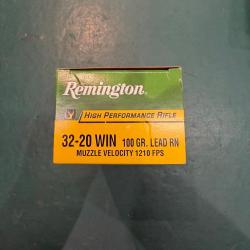 Remington
HIGH PERFORMANCE RIFLE
32-20 WIN 100 GR. LEAD RN
MUZZLE VELOCITY 1210 FPS